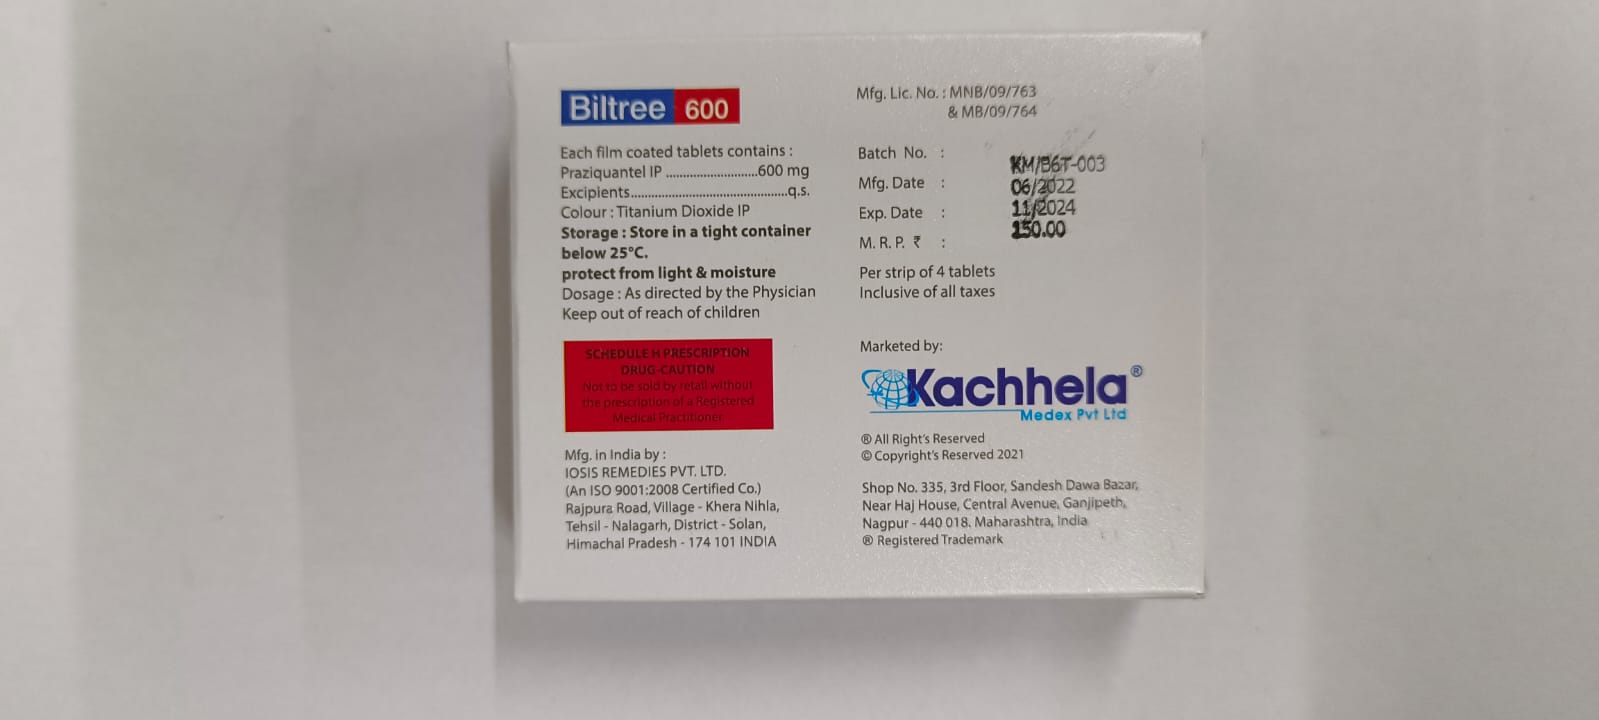 Biltree 600
Each film coated tablets contains :
Praziquantel IP ...........................600 mg
Excipients..............................................q.s.
Colour : Titanium Dioxide IP
Storage : Store in a tight container
below 25°C.
protect from light & moisture
Dosage : As directed by the Physician
Keep out of reach of children
SCHEDULE H PRESCRIPTION
DRUG-CAUTION
Not to be sold by retail without
the prescription of a Registered
Medical Practitioner
Mfg. in India by :
IOSIS REMEDIES PVT. LTD.
(An ISO 9001:2008 Certified Co.)
Rajpura Road, Village - Khera Nihla,
Tehsil - Nalagarh, District - Solan,
Himachal Pradesh - 174 101 INDIA
Mfg. Lic. No. : MNB/09/763
& MB/09/764
Batch No. : KM/B6T-003
Mfg. Date : 06/2022
Exp. Date : 11/2024
M. R. P. ₹ : 150.00
Per strip of 4 tablets
Inclusive of all taxes
Marketed by:
Kachhela®
Medex Pvt Ltd
® All Right's Reserved
© Copyright's Reserved 2021
Shop No. 335, 3rd Floor, Sandesh Dawa Bazar,
Near Haj House, Central Avenue, Ganjipeth,
Nagpur - 440 018. Maharashtra, India
® Registered Trademark